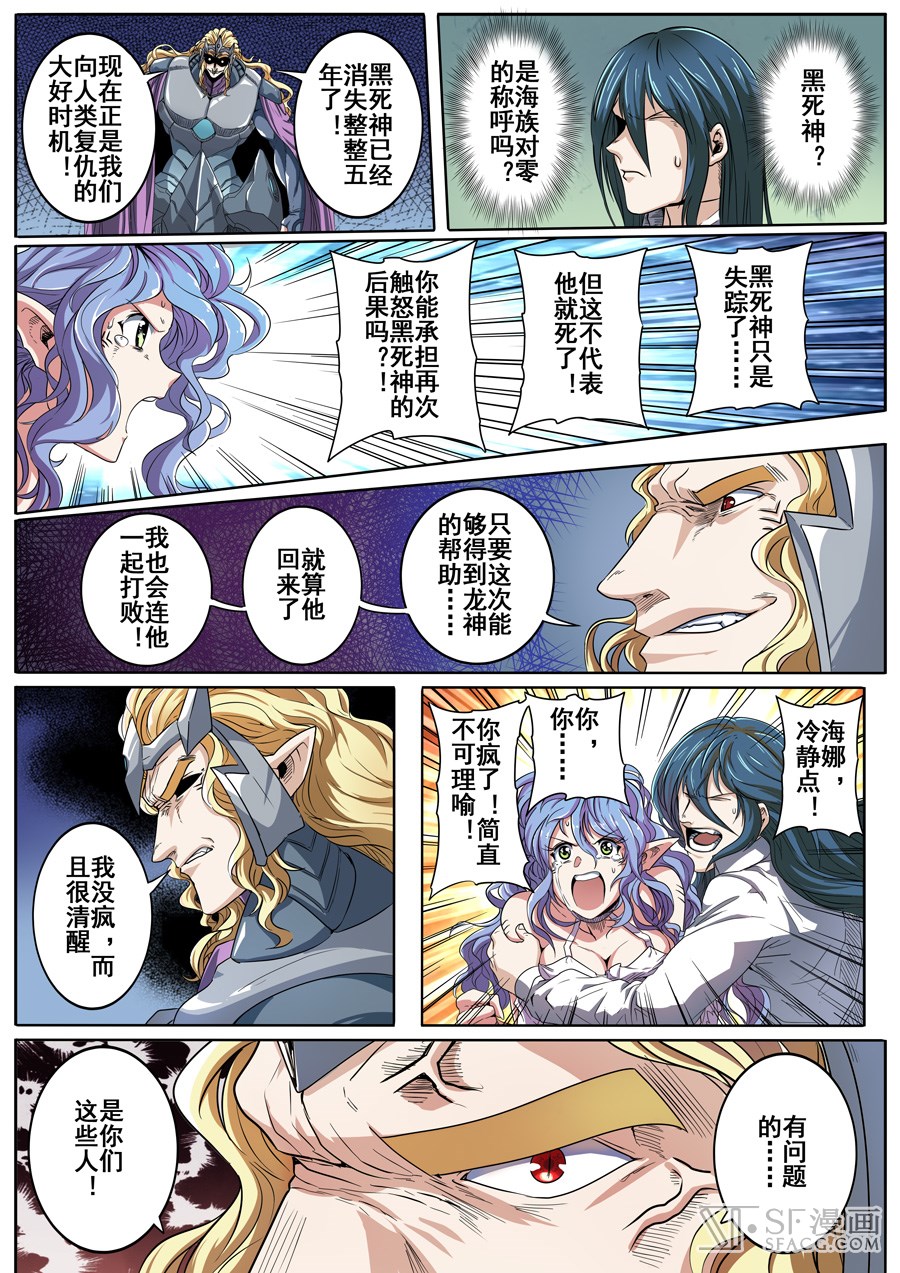 黑死神？
是海族对零
的称呼吗？
黑死神已经
消失整整五
年了！
现在正是我们
向人类复仇的
大好时机！
黑死神只是
失踪了……
但这不代表
他就死了！
你能承担再次
触怒黑死神的
后果吗？！
只要这次能
够得到龙神
的帮助……
就算他
回来了
我也会连他
一起打败！
海娜，
冷静点！
你，
你……
你疯了！简直
不可理喻！
我没疯，而
且很清醒
有问题
的……
是你们
这些人！
SF漫画
SFACG.COM